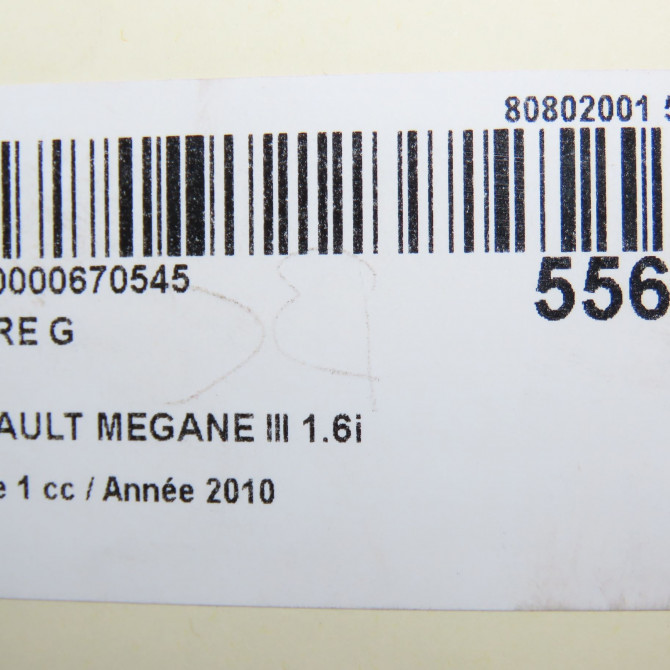 80802001 5
0000670545
556
RE G
AULT MEGANE III 1.6i
e 1 cc / Année 2010